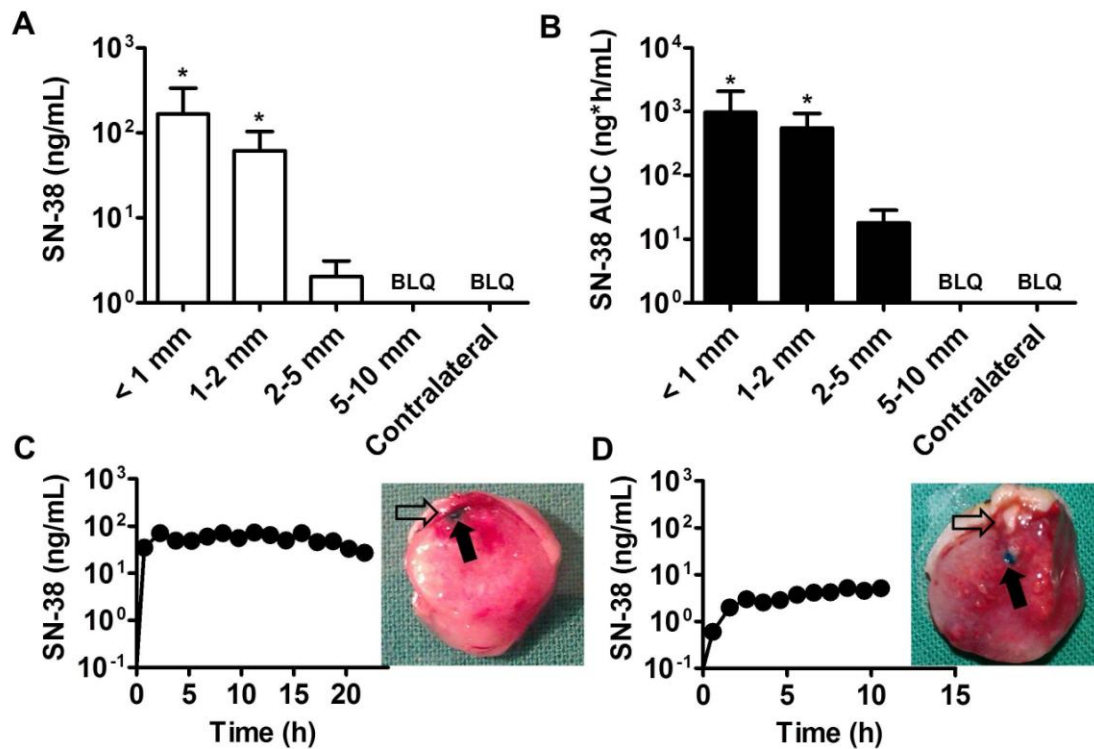 A
SN-38 (ng/mL)
10³
10²
10¹
10⁰
*
*
BLQ
BLQ
< 1 mm
1-2 mm
2-5 mm
5-10 mm
Contralateral
B
SN-38 AUC (ng*h/mL)
10⁴
10³
10²
10¹
10⁰
*
*
BLQ
BLQ
< 1 mm
1-2 mm
2-5 mm
5-10 mm
Contralateral
C
SN-38 (ng/mL)
10³
10²
10¹
10⁰
10⁻¹
0 5 10 15 20
Time (h)
D
SN-38 (ng/mL)
10³
10²
10¹
10⁰
10⁻¹
0 5 10 15
Time (h)